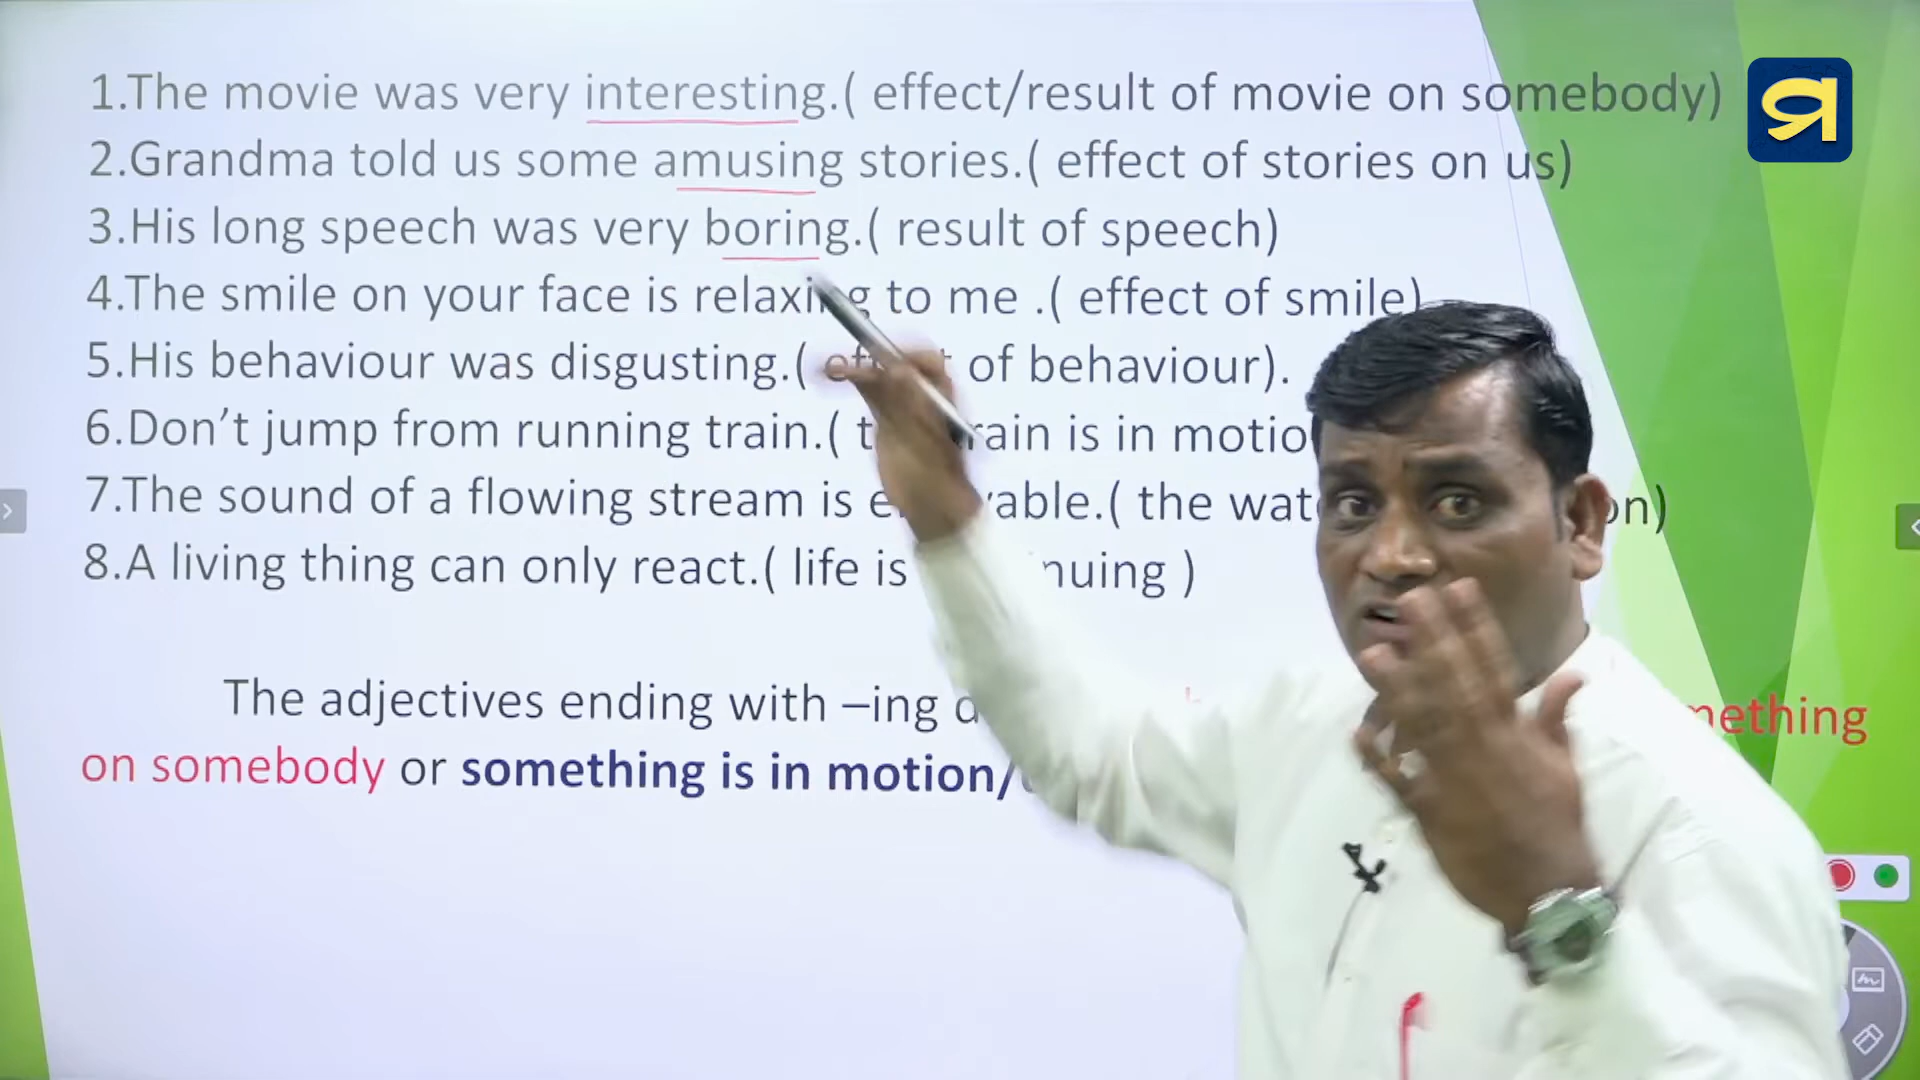 1.The movie was very interesting.( effect/result of movie on somebody)
2.Grandma told us some amusing stories.( effect of stories on us)
3.His long speech was very boring.( result of speech)
4.The smile on your face is relaxing to me .( effect of smile)
5.His behaviour was disgusting.( of behaviour).
6.Don’t jump from running train.( is in
7.The sound of a flowing stream is the
8.A living thing can only react.( life is )
The adjectives ending with –ing
on somebody or something is in motion/